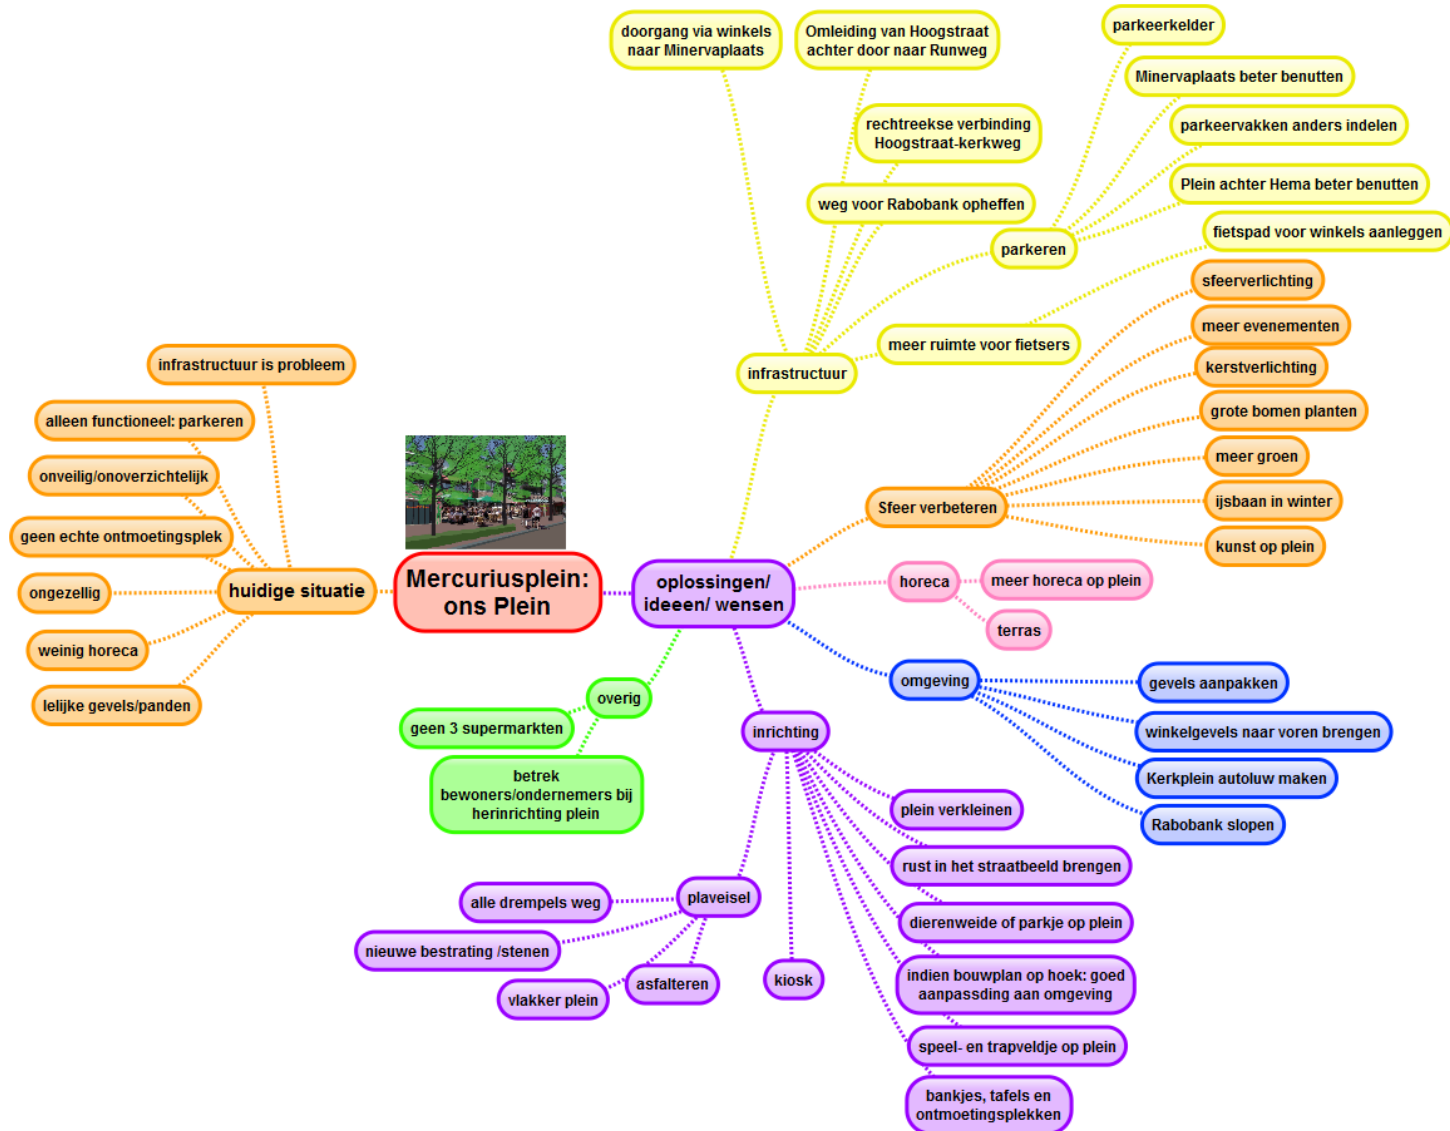 doorgang via winkels
naar Minervaplaats
Omleiding van Hoogstraat
achter door naar Runweg
rechtreekse verbinding
Hoogstraat-kerkweg
weg voor Rabobank opheffen
parkeerkelder
Minervaplaats beter benutten
parkeervakken anders indelen
Plein achter Hema beter benutten
parkeren
fietspad voor winkels aanleggen
meer ruimte voor fietsers
infrastructuur
sfeerverlichting
meer evenementen
kerstverlichting
grote bomen planten
meer groen
ijsbaan in winter
kunst op plein
Sfeer verbeteren
infrastructuur is probleem
alleen functioneel: parkeren
onveilig/onoverzichtelijk
geen echte ontmoetingsplek
ongezellig
weinig horeca
lelijke gevels/panden
huidige situatie
Mercuriusplein:
ons Plein
oplossingen/
ideeen/ wensen
horeca
meer horeca op plein
terras
omgeving
gevels aanpakken
winkelgevels naar voren brengen
Kerkplein autoluw maken
Rabobank slopen
overig
geen 3 supermarkten
betrek
bewoners/ondernemers bij
herinrichting plein
inrichting
plein verkleinen
rust in het straatbeeld brengen
dierenweide of parkje op plein
indien bouwplan op hoek: goed
aanpassding aan omgeving
speel- en trapveldje op plein
bankjes, tafels en
ontmoetingsplekken
kiosk
plaveisel
alle drempels weg
nieuwe bestrating /stenen
vlakker plein
asfalteren